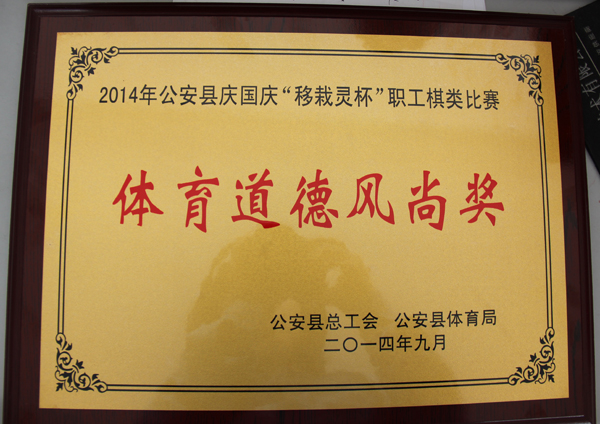 2014年公安县庆国庆“移栽灵杯”职工棋类比赛
体育道德风尚奖
公安县总工会 公安县体育局
二〇一四年九月